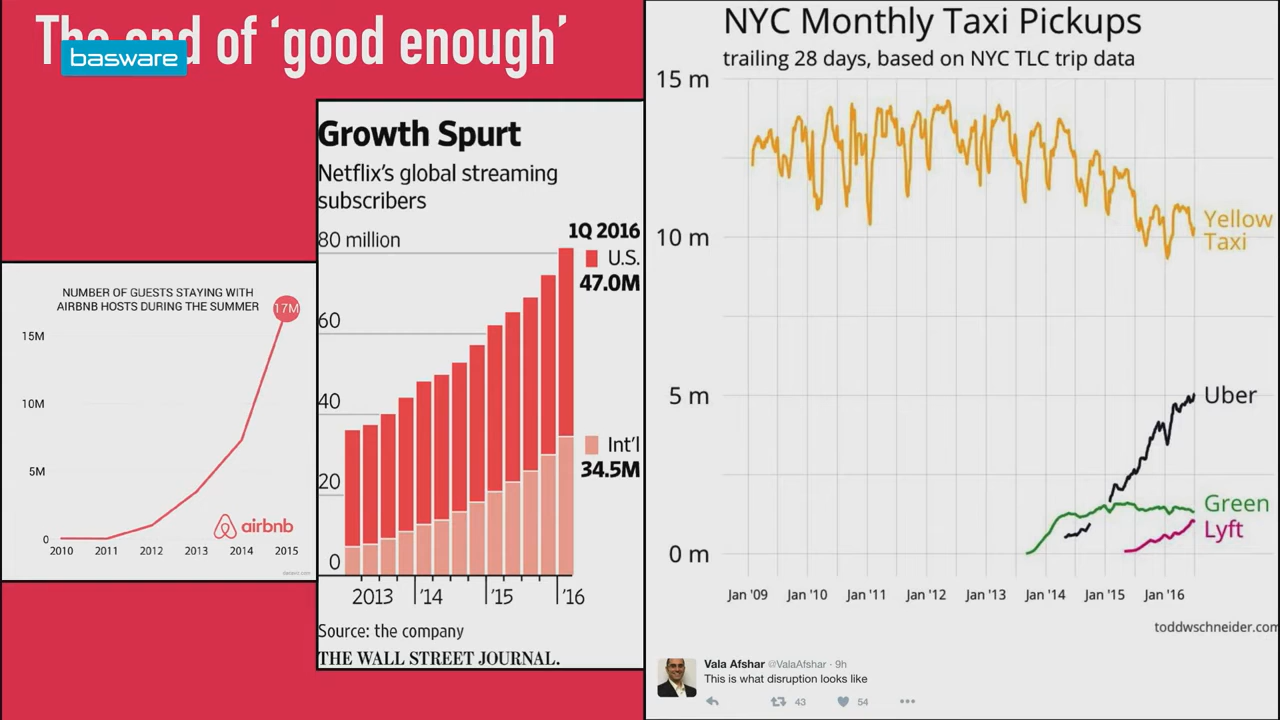 The end of ‘good enough’
basware
NUMBER OF GUESTS STAYING WITH
AIRBNB HOSTS DURING THE SUMMER
17M
15M
10M
5M
0
2010 2011 2012 2013 2014 2015
airbnb
Growth Spurt
Netflix’s global streaming
subscribers
80 million
1Q 2016
U.S.
47.0M
60
40
Int’l
34.5M
20
0
2013 ’14 ’15 ’16
Source: the company
THE WALL STREET JOURNAL.
NYC Monthly Taxi Pickups
trailing 28 days, based on NYC TLC trip data
15 m
Yellow
Taxi
10 m
5 m
Uber
Green
Lyft
0 m
Jan '09 Jan '10 Jan '11 Jan '12 Jan '13 Jan '14 Jan '15 Jan '16
toddwschneider.com
Vala Afshar @ValaAfshar · 9h
This is what disruption looks like
43 54